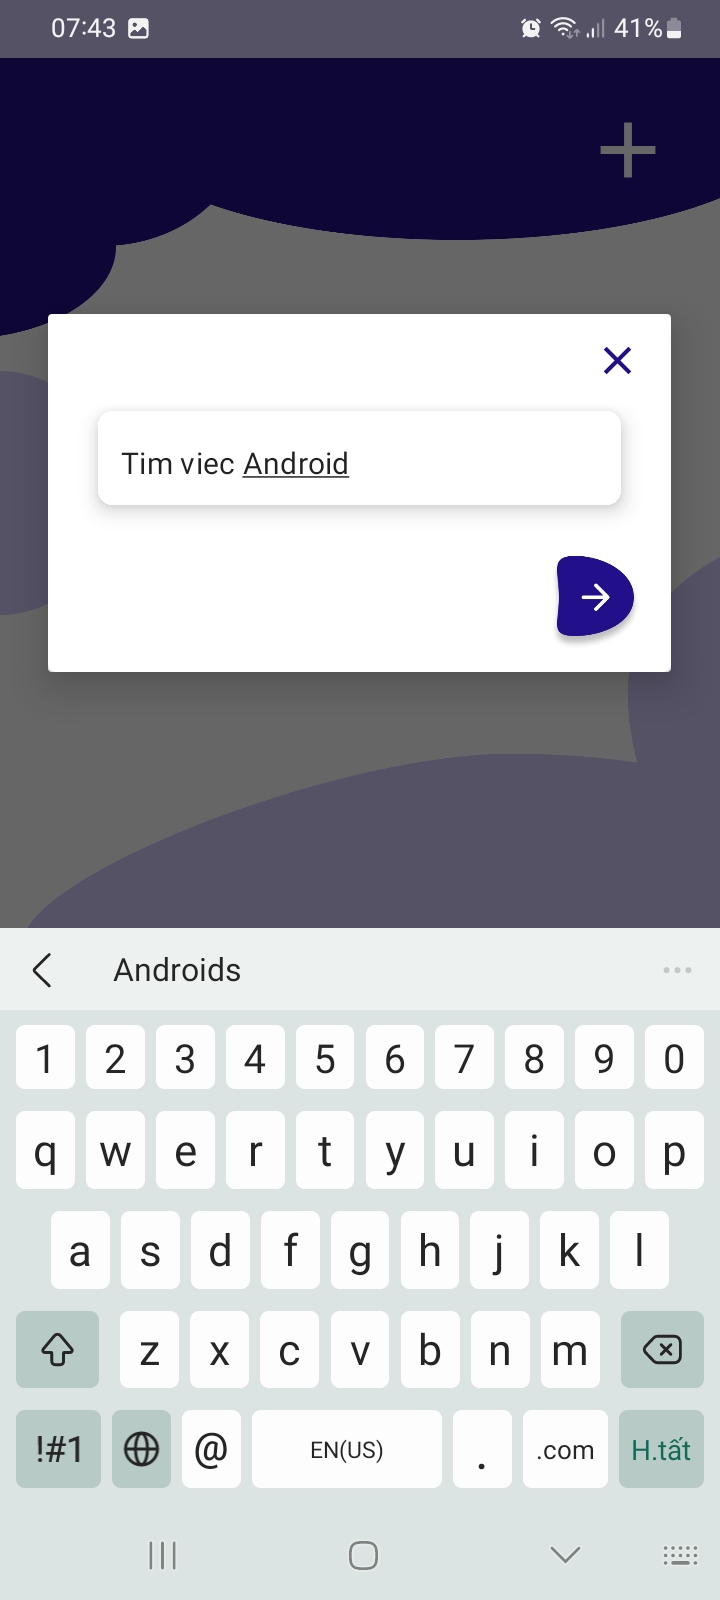 07:43 41%
Tim viec Android
Androids
1 2 3 4 5 6 7 8 9 0
q w e r t y u i o p
a s d f g h j k l
z x c v b n m
!#1 @ EN(US) . .com H.tất